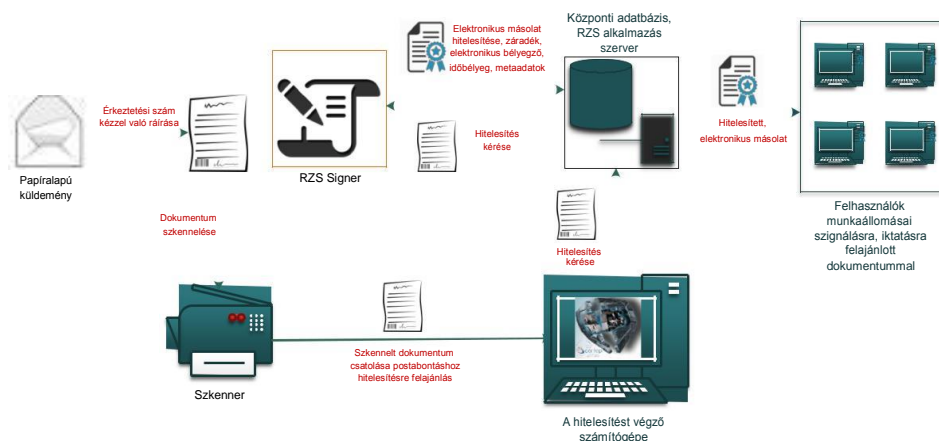 Papíralapú
küldemény
Érkeztetési szám
kézzel való ráírása
RZS Signer
Elektronikus másolat
hitelesítése, záradék,
elektronikus bélyegző,
időbélyeg, metaadatok
Hitelesítés
kérése
Központi adatbázis,
RZS alkalmazás
szerver
Hitelesített,
elektronikus másolat
Felhasználók
munkaállomásai
szignálásra, iktatásra
felajánlott
dokumentummal
Dokumentum
szkennelése
Szkenner
Szkennelt dokumentum
csatolása postabontáshoz
hitelesítésre felajánlás
Hitelesítés
kérése
A hitelesítést végző
számítógépe